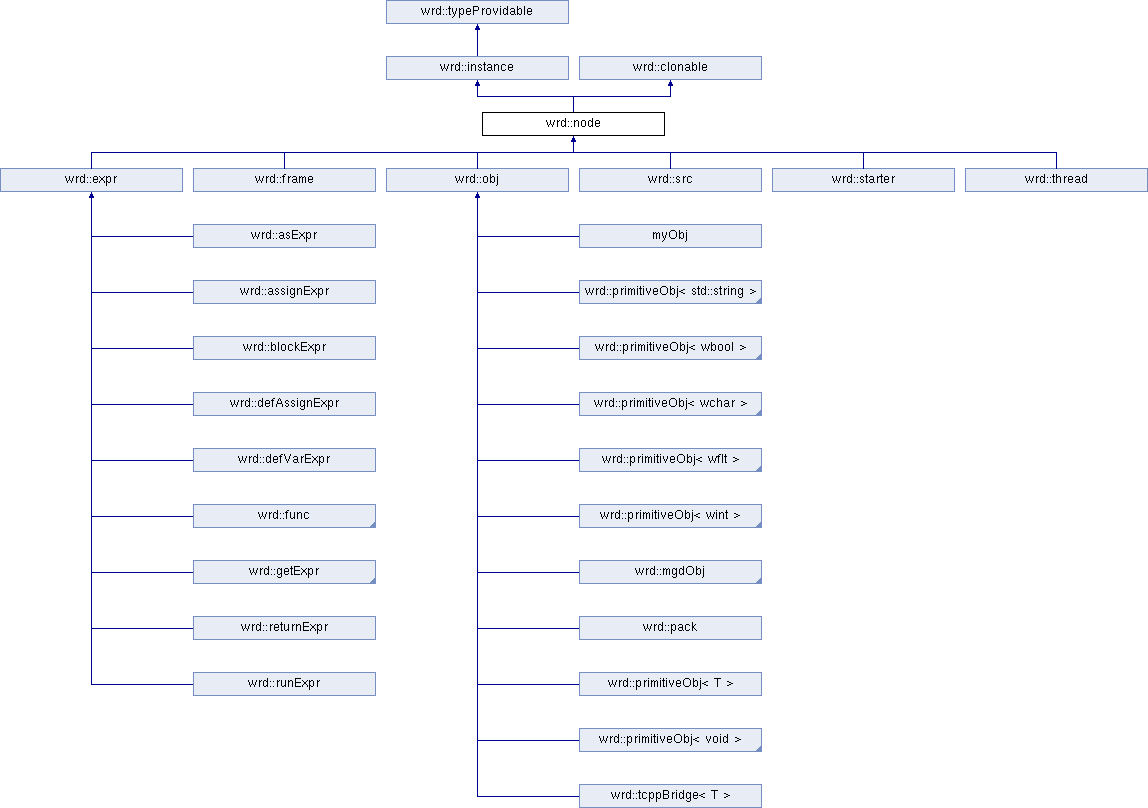 wrd::typeProvidable
wrd::instance
wrd::clonable
wrd::node
wrd::expr
wrd::frame
wrd::obj
wrd::src
wrd::starter
wrd::thread
wrd::asExpr
myObj
wrd::assignExpr
wrd::primitiveObj< std::string >
wrd::blockExpr
wrd::primitiveObj< wbool >
wrd::defAssignExpr
wrd::primitiveObj< wchar >
wrd::defVarExpr
wrd::primitiveObj< wflt >
wrd::func
wrd::primitiveObj< wint >
wrd::getExpr
wrd::mgdObj
wrd::returnExpr
wrd::pack
wrd::runExpr
wrd::primitiveObj< T >
wrd::primitiveObj< void >
wrd::tcppBridge< T >